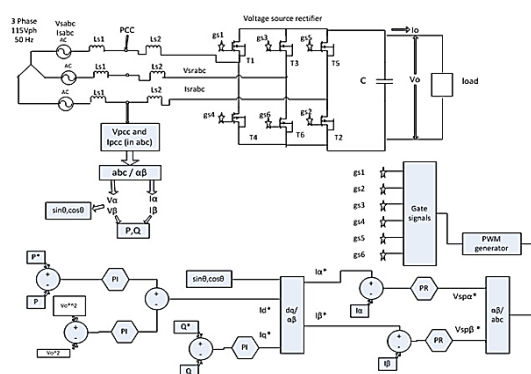 3 Phase
115Vph
50 Hz
Vsabc
Isabc
AC
Ls1
PCC
Ls2
AC
Ls1
Ls2
AC
Ls1
Ls2
Vsrabc
Israbc
Voltage source rectifier
gs1
gs3
gs5
T1
T3
T5
gs4
gs6
gs2
T4
T6
T2
C
Io
Vo
load
Vpcc and
Ipcc (in abc)
abc / αβ
Vα
Vβ
Iα
Iβ
sinθ,cosθ
P,Q
gs1
gs2
gs3
gs4
gs5
gs6
Gate
signals
PWM
generator
P*
P
PI
Vo*^2
Vo^2
PI
sinθ,cosθ
Id*
Q*
Q
PI
Iq*
dq/
αβ
Iα*
Iα
PR
Vspα*
Iβ*
Iβ
PR
Vspβ*
αβ/
abc